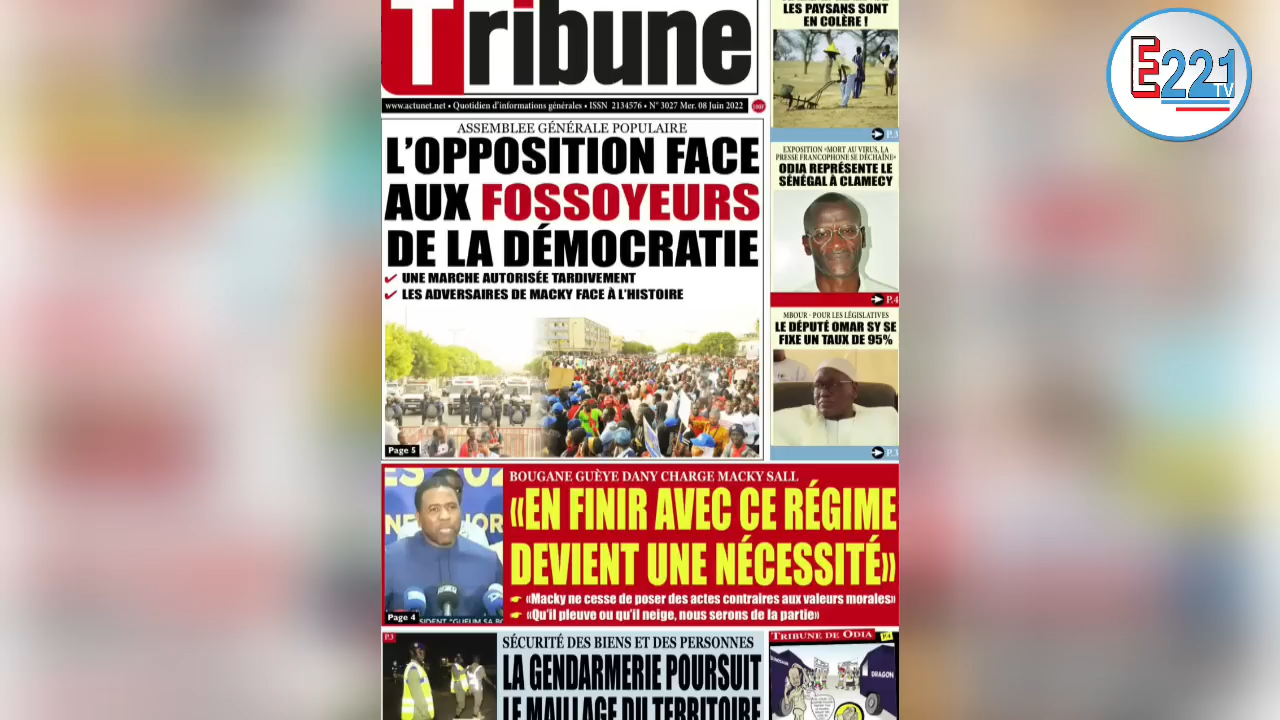 Tribune
www.actunet.net • Quotidien d'informations générales • ISSN 2134576 • N° 3027 Mer. 08 Juin 2022
ASSEMBLEE GÉNÉRALE POPULAIRE
L'OPPOSITION FACE
AUX FOSSOYEURS
DE LA DÉMOCRATIE
✔ UNE MARCHE AUTORISÉE TARDIVEMENT
✔ LES ADVERSAIRES DE MACKY FACE À L'HISTOIRE
Page 5
LES PAYSANS SONT
EN COLÈRE !
P.3
EXPOSITION «MORT AU VIRUS, LA
PRESSE FRANCOPHONE SE DÉCHAÎNE»
ODIA REPRÉSENTE LE
SÉNÉGAL À CLAMECY
P.4
MBOUR - POUR LES LÉGISLATIVES
LE DÉPUTÉ OMAR SY SE
FIXE UN TAUX DE 95%
P.3
BOUGANE GUÈYE DANY CHARGE MACKY SALL
«EN FINIR AVEC CE RÉGIME
DEVIENT UNE NÉCESSITÉ»
«Macky ne cesse de poser des actes contraires aux valeurs morales»
«Qu'il pleuve ou qu'il neige, nous serons de la partie»
Page 4
P.3
SÉCURITÉ DES BIENS ET DES PERSONNES
LA GENDARMERIE POURSUIT
LE MAILLAGE DU TERRITOIRE
TRIBUNE DE ODIA
P.4
DRAGON
E221
TV